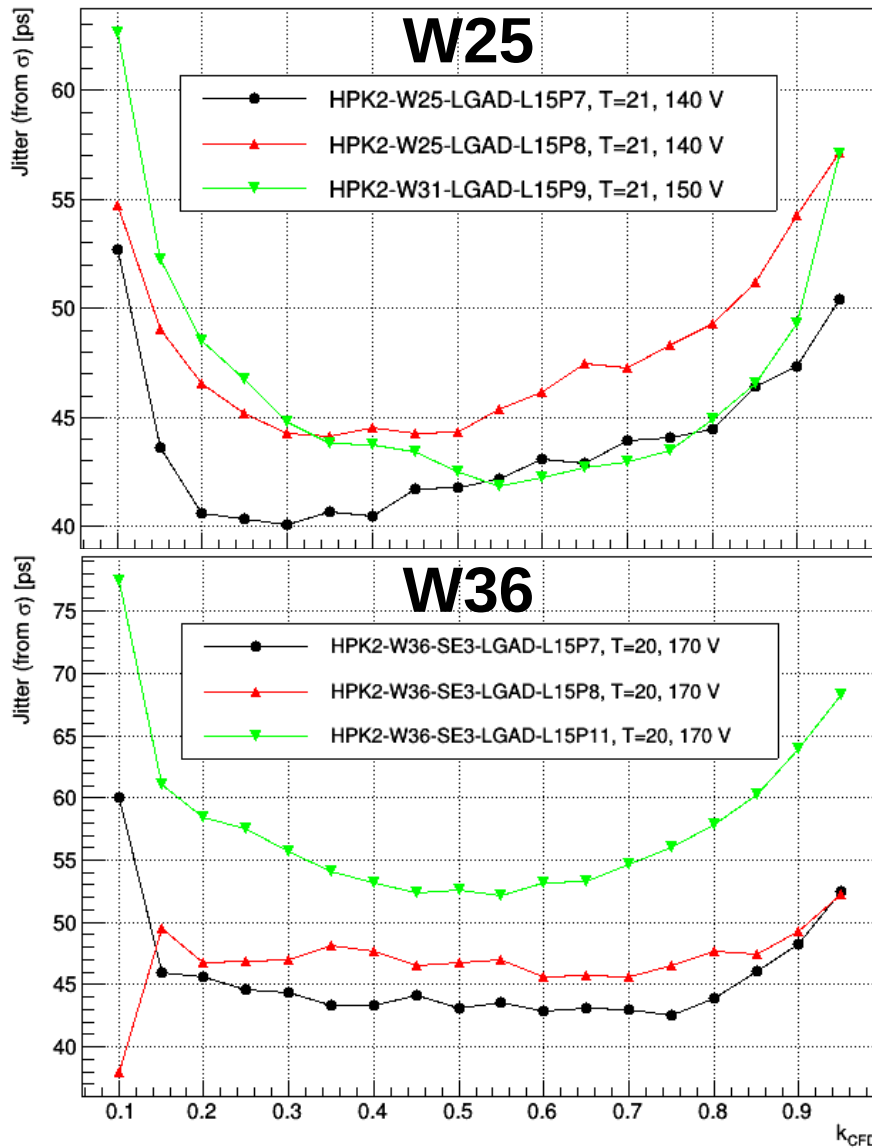 W25
Jitter (from σ) [ps]
60
55
50
45
40
HPK2-W25-LGAD-L15P7, T=21, 140 V
HPK2-W25-LGAD-L15P8, T=21, 140 V
HPK2-W31-LGAD-L15P9, T=21, 150 V
W36
Jitter (from σ) [ps]
75
70
65
60
55
50
45
40
HPK2-W36-SE3-LGAD-L15P7, T=20, 170 V
HPK2-W36-SE3-LGAD-L15P8, T=20, 170 V
HPK2-W36-SE3-LGAD-L15P11, T=20, 170 V
0.1 0.2 0.3 0.4 0.5 0.6 0.7 0.8 0.9
k_CFD